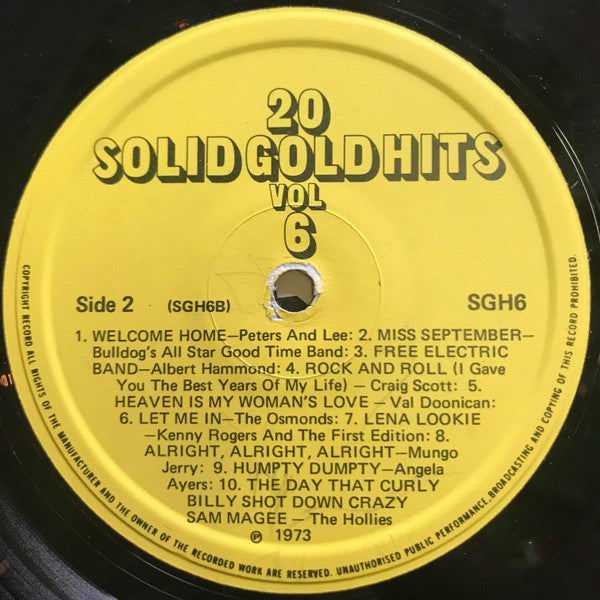 20
SOLID GOLD HITS
VOL
6
Side 2 (SGH6B) SGH6
1. WELCOME HOME—Peters And Lee: 2. MISS SEPTEMBER—
Bulldog's All Star Good Time Band: 3. FREE ELECTRIC
BAND—Albert Hammond: 4. ROCK AND ROLL (I Gave
You The Best Years Of My Life) — Craig Scott: 5.
HEAVEN IS MY WOMAN'S LOVE — Val Doonican:
6. LET ME IN — The Osmonds: 7. LENA LOOKIE
—Kenny Rogers And The First Edition: 8.
ALRIGHT, ALRIGHT, ALRIGHT—Mungo
Jerry: 9. HUMPTY DUMPTY—Angela
Ayers: 10. THE DAY THAT CURLY
BILLY SHOT DOWN CRAZY
SAM MAGEE — The Hollies
℗ 1973
COPYRIGHT RECORD ALL RIGHTS OF THE MANUFACTURER AND THE OWNER OF THE RECORDED WORK ARE RESERVED. UNAUTHORISED PUBLIC PERFORMANCE, BROADCASTING AND COPYING OF THIS RECORD PROHIBITED.